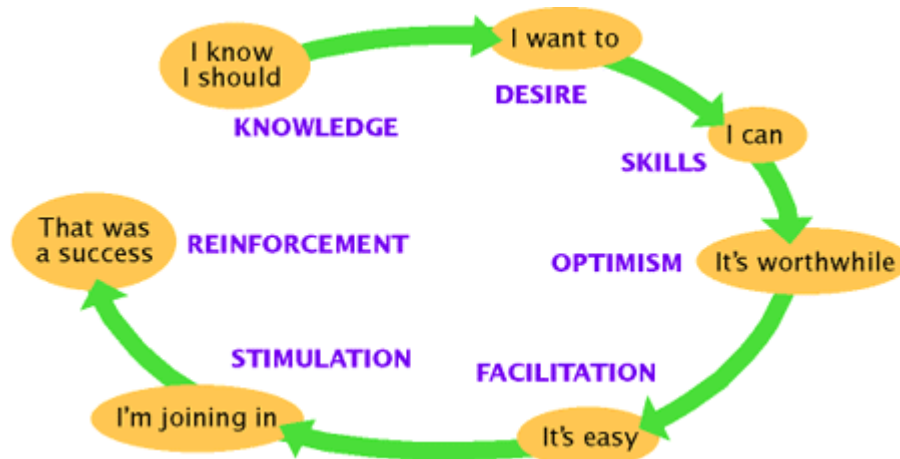 I know
I should
KNOWLEDGE
I want to
DESIRE
I can
SKILLS
It's worthwhile
OPTIMISM
It's easy
FACILITATION
I'm joining in
STIMULATION
That was
a success
REINFORCEMENT